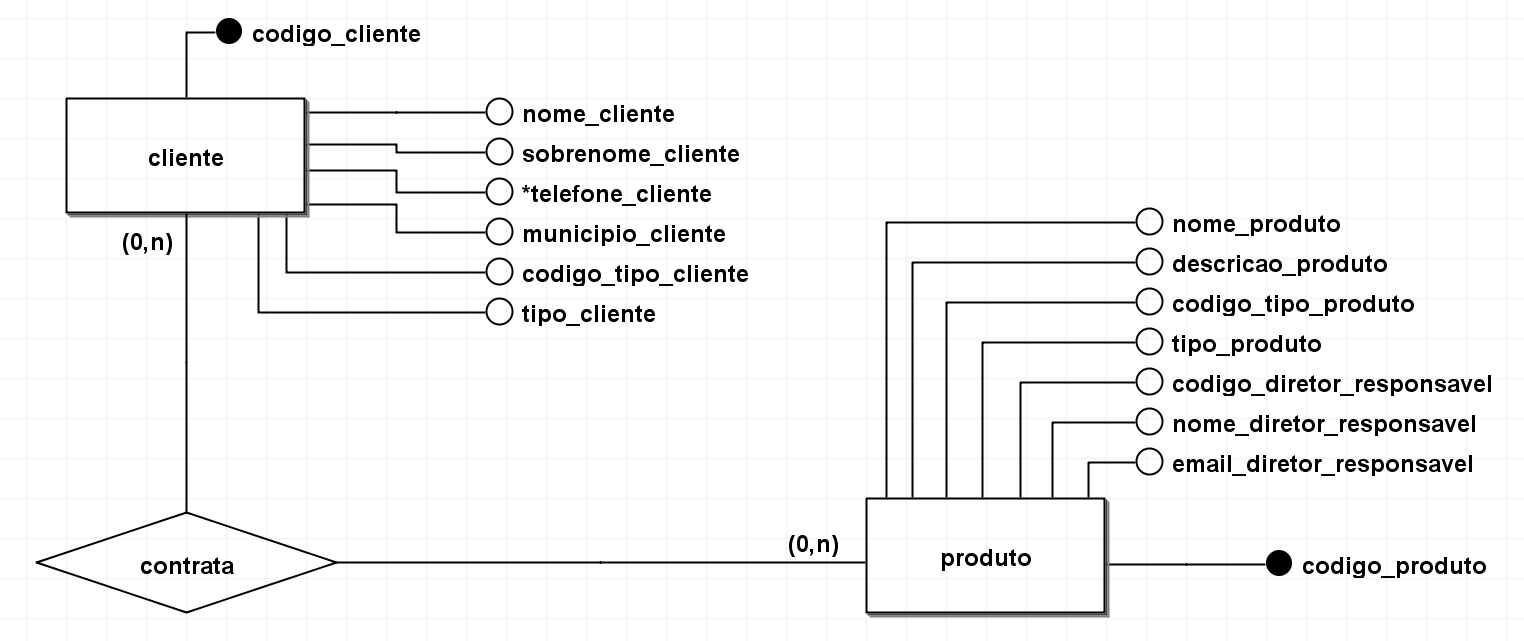 codigo_cliente
cliente
nome_cliente
sobrenome_cliente
*telefone_cliente
municipio_cliente
codigo_tipo_cliente
tipo_cliente
(0,n)
nome_produto
descricao_produto
codigo_tipo_produto
tipo_produto
codigo_diretor_responsavel
nome_diretor_responsavel
email_diretor_responsavel
contrata
(0,n)
produto
codigo_produto